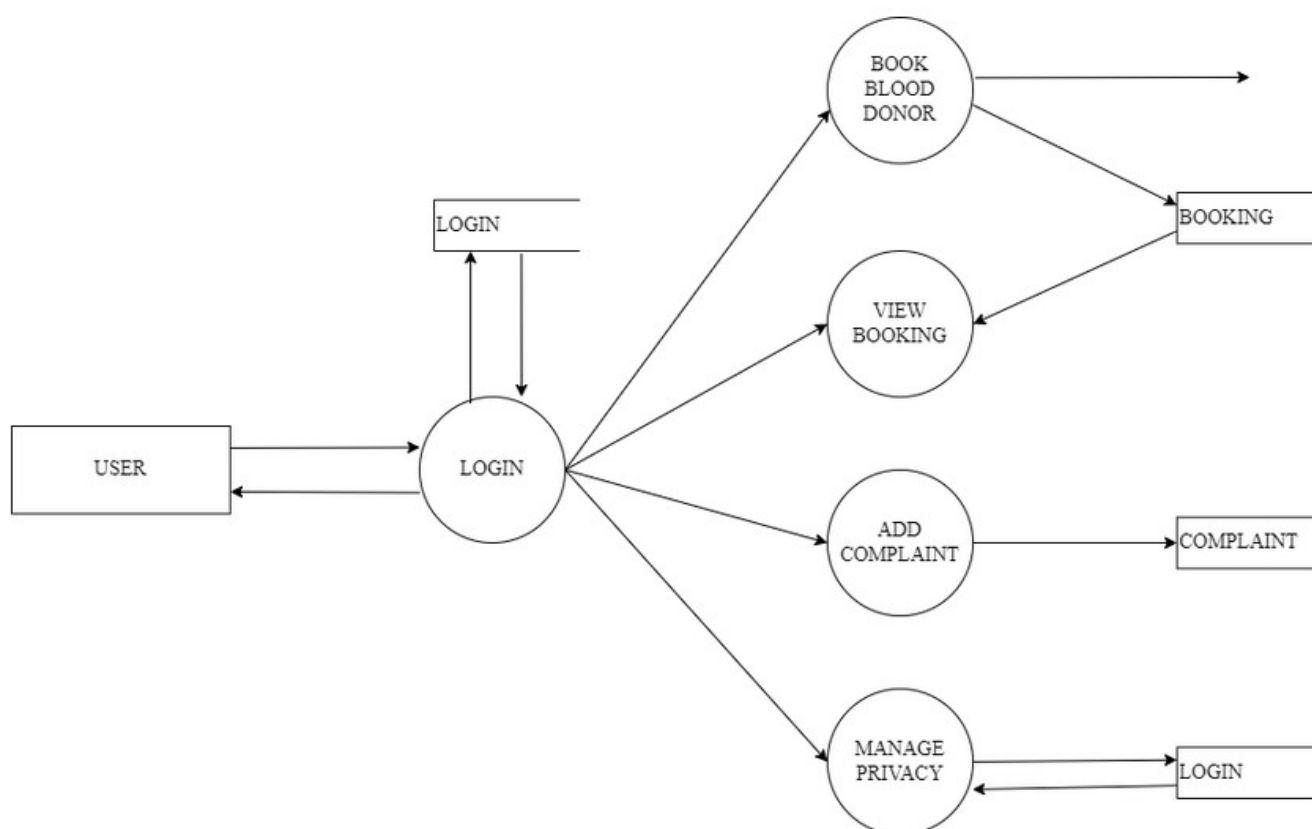 BOOK
BLOOD
DONOR
LOGIN
BOOKING
VIEW
BOOKING
USER
LOGIN
ADD
COMPLAINT
COMPLAINT
MANAGE
PRIVACY
LOGIN